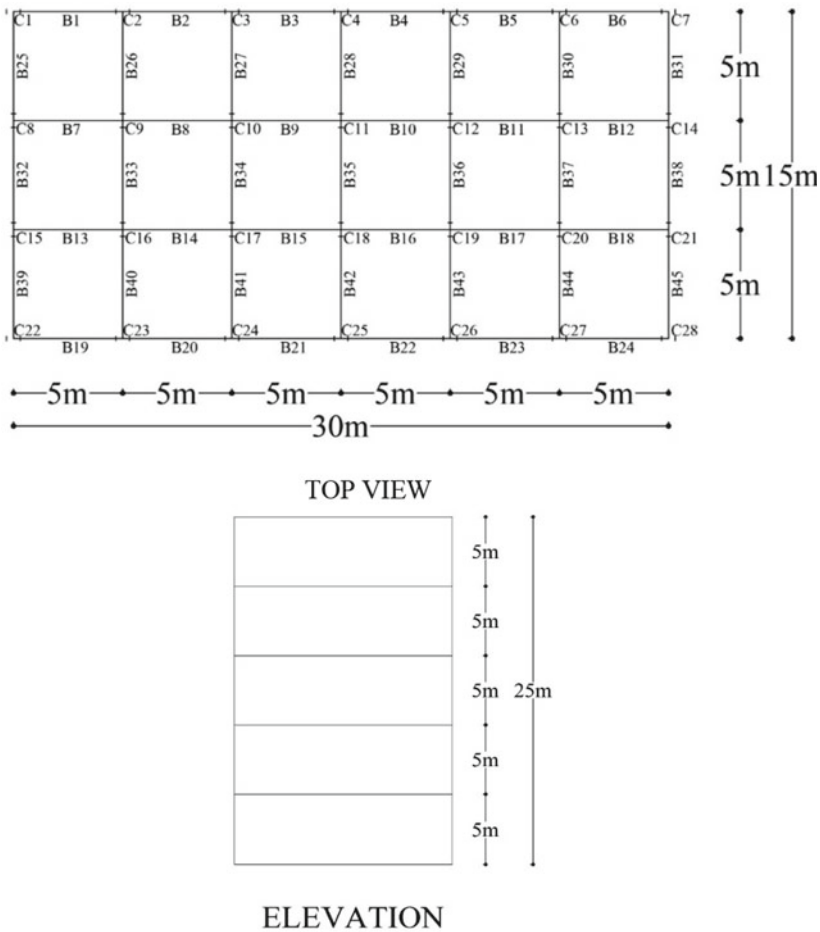 C1 B1 C2 B2 C3 B3 C4 B4 C5 B5 C6 B6 C7
B25 B26 B27 B28 B29 B30 B31 5m
C8 B7 C9 B8 C10 B9 C11 B10 C12 B11 C13 B12 C14
B32 B33 B34 B35 B36 B37 B38 5m 15m
C15 B13 C16 B14 C17 B15 C18 B16 C19 B17 C20 B18 C21
B39 B40 B41 B42 B43 B44 B45 5m
C22 C23 C24 C25 C26 C27 C28
B19 B20 B21 B22 B23 B24
5m 5m 5m 5m 5m 5m
30m
TOP VIEW
5m
5m
5m 25m
5m
5m
ELEVATION